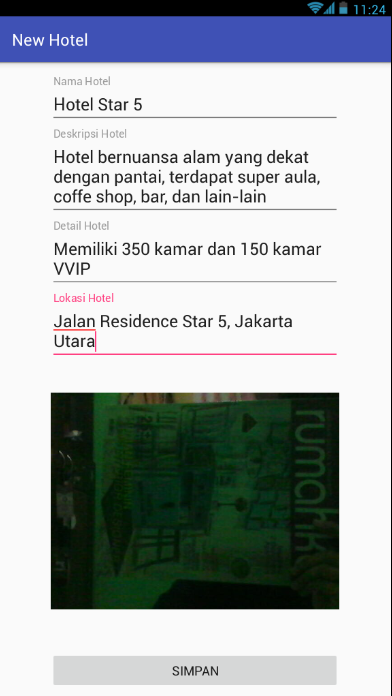 11:24
New Hotel
Nama Hotel
Hotel Star 5
Deskripsi Hotel
Hotel bernuansa alam yang dekat
dengan pantai, terdapat super aula,
coffe shop, bar, dan lain-lain
Detail Hotel
Memiliki 350 kamar dan 150 kamar
VVIP
Lokasi Hotel
Jalan Residence Star 5, Jakarta
Utara
rumahk
SIMPAN